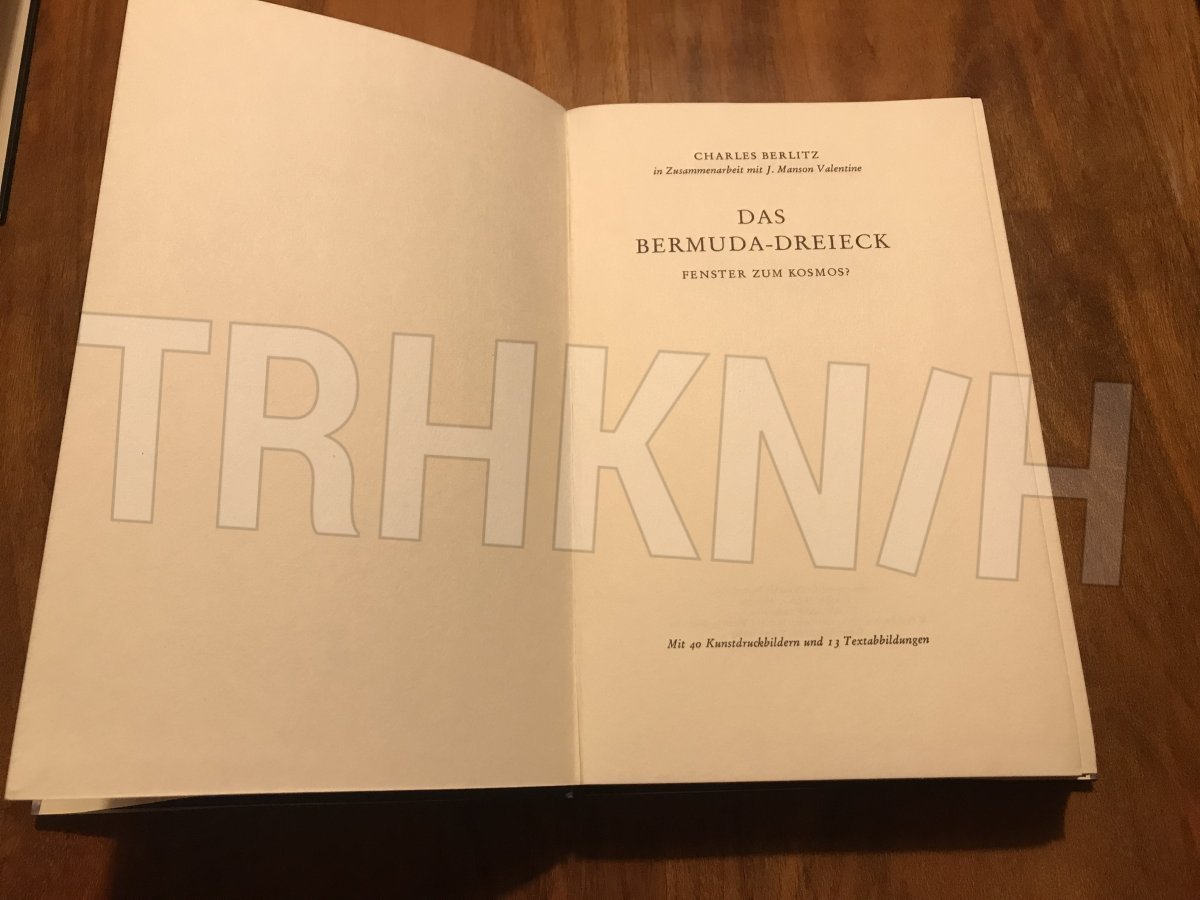 CHARLES BERLITZ
in Zusammenarbeit mit J. Manson Valentine
DAS
BERMUDA-DREIECK
FENSTER ZUM KOSMOS?
TRHKN/H
Mit 40 Kunstdruckbildern und 13 Textabbildungen